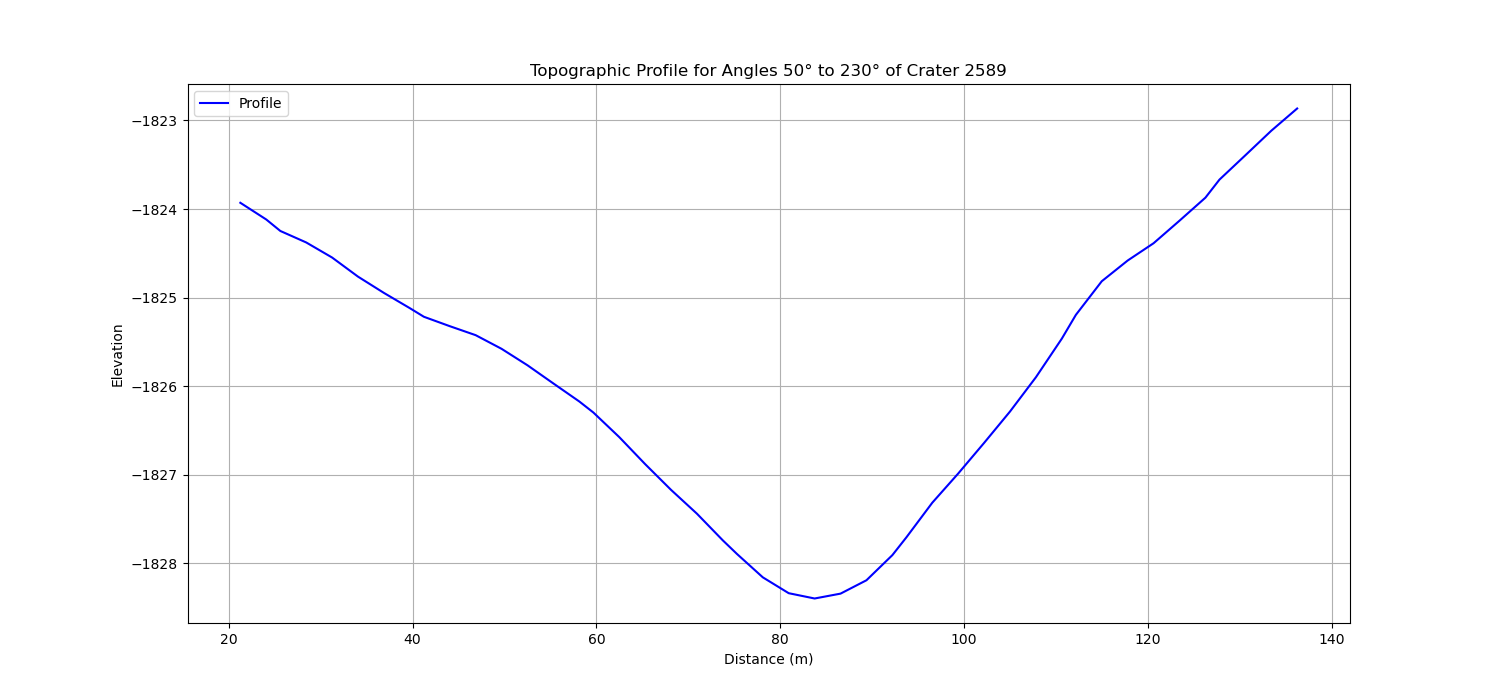 Topographic Profile for Angles 50° to 230° of Crater 2589
Profile
−1823
−1824
−1825
−1826
−1827
−1828
Elevation
20 40 60 80 100 120 140
Distance (m)